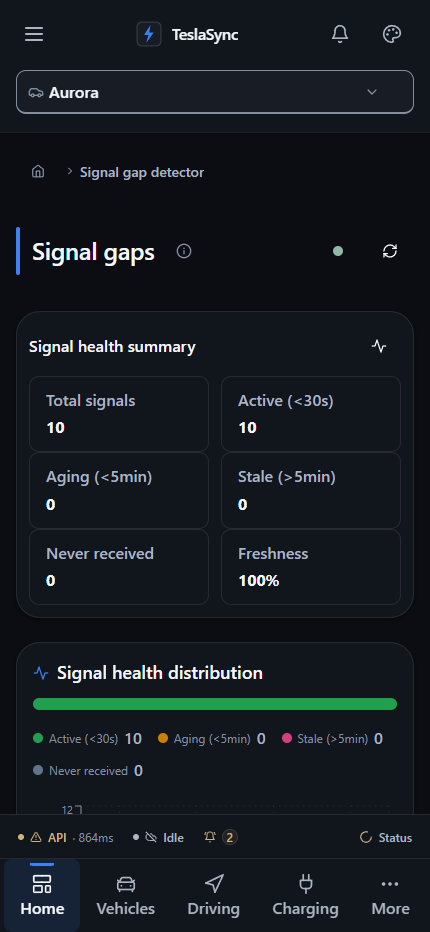 TeslaSync
Aurora
Signal gap detector
Signal gaps
Signal health summary
Total signals
10
Active (<30s)
10
Aging (<5min)
0
Stale (>5min)
0
Never received
0
Freshness
100%
Signal health distribution
Active (<30s) 10 Aging (<5min) 0 Stale (>5min) 0
Never received 0
12
API · 864ms Idle 2 Status
Home Vehicles Driving Charging More